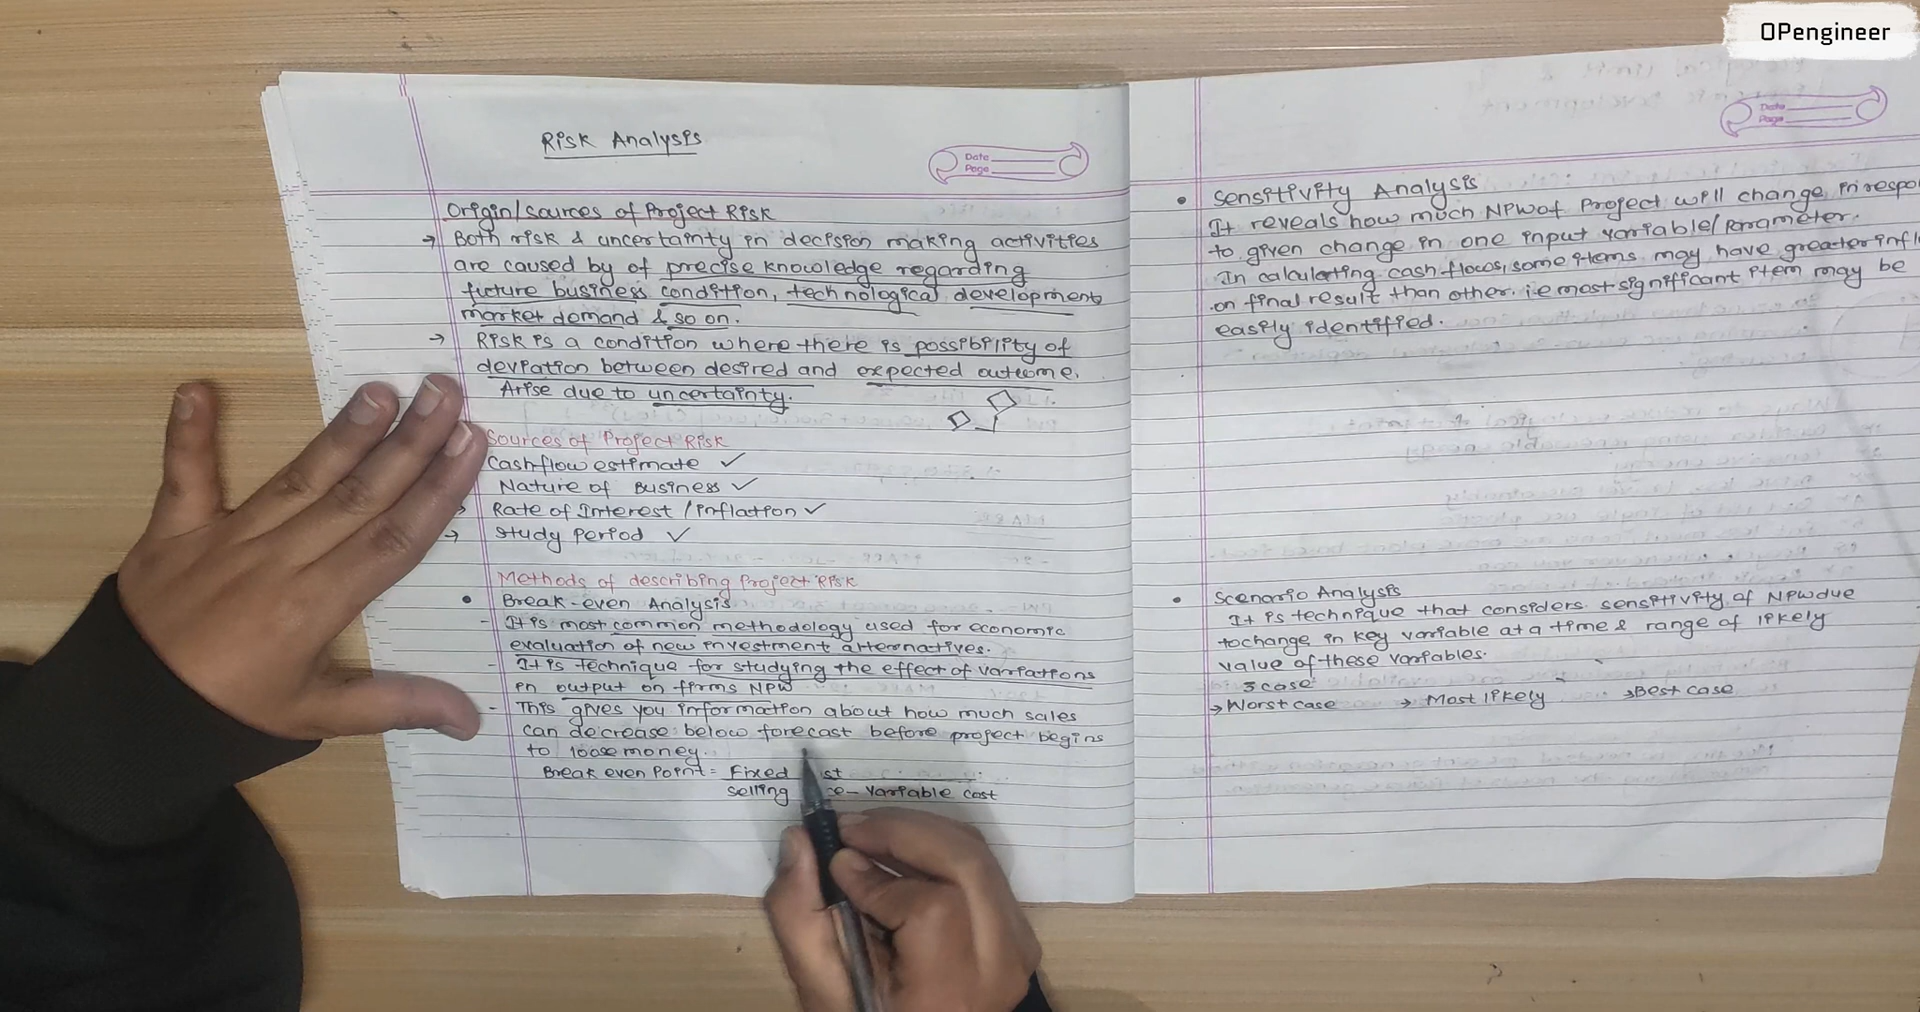 OPengineer
Risk Analysis
Date
Page
Origin/sources of Project Risk
→ Both risk & uncertainty in decision making activities
are caused by of precise knowledge regarding
future business condition, technological development
market demand & so on.
→ Risk is a condition where there is possibility of
deviation between desired and expected outcome.
Arise due to uncertainty.
Sources of Project Risk
Cashflow estimate ✓
Nature of Business ✓
Rate of Interest / inflation ✓
→ Study Period ✓
Methods of describing Project Risk
• Break-even Analysis
- It is most common methodology used for economic
evaluation of new investment alternatives.
- It is technique for studying the effect of variations
in output on firms NPW
- This gives you information about how much sales
can decrease below forecast before project begins
to loose money.
Break even Point = Fixed
selling - variable cost
Date
Page
• Sensitivity Analysis
It reveals how much NPW of Project will change in
to given change in one input variable/parameter.
In calculating cash flows, some items may have greater
on final result than other. i.e most significant item may be
easily identified.
• Scenario Analysis
It is technique that considers sensitivity of NPW due
to change in key variable at a time & range of likely
value of these variables.
3 case
→ Worst case → Most likely → Best case